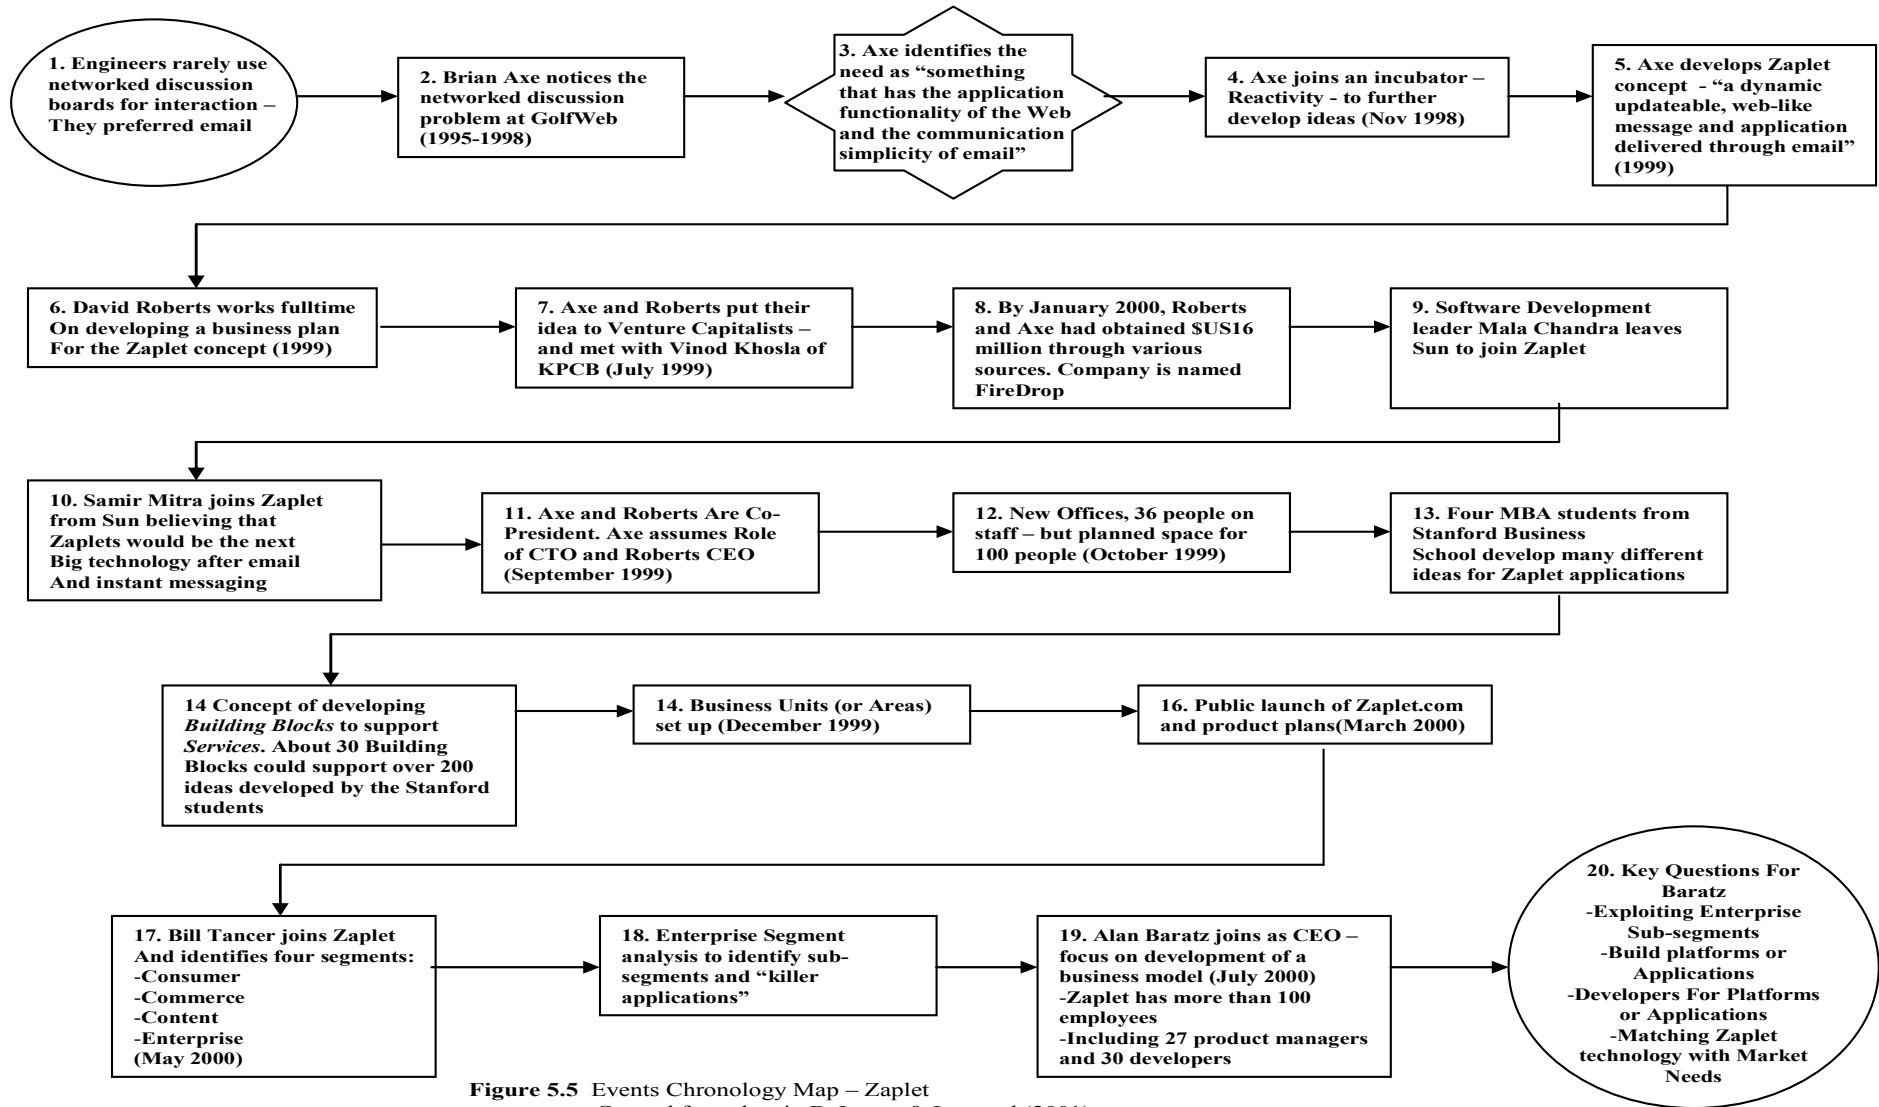 1. Engineers rarely use
networked discussion
boards for interaction –
They preferred email
2. Brian Axe notices the
networked discussion
problem at GolfWeb
(1995-1998)
3. Axe identifies the
need as “something
that has the application
functionality of the Web
and the communication
simplicity of email”
4. Axe joins an incubator –
Reactivity - to further
develop ideas (Nov 1998)
5. Axe develops Zaplet
concept - “a dynamic
updateable, web-like
message and application
delivered through email”
(1999)
6. David Roberts works fulltime
On developing a business plan
For the Zaplet concept (1999)
7. Axe and Roberts put their
idea to Venture Capitalists –
and met with Vinod Khosla of
KPCB (July 1999)
8. By January 2000, Roberts
and Axe had obtained $US16
million through various
sources. Company is named
FireDrop
9. Software Development
leader Mala Chandra leaves
Sun to join Zaplet
10. Samir Mitra joins Zaplet
from Sun believing that
Zaplets would be the next
Big technology after email
And instant messaging
11. Axe and Roberts Are Co-
President. Axe assumes Role
of CTO and Roberts CEO
(September 1999)
12. New Offices, 36 people on
staff – but planned space for
100 people (October 1999)
13. Four MBA students from
Stanford Business
School develop many different
ideas for Zaplet applications
14 Concept of developing
Building Blocks to support
Services. About 30 Building
Blocks could support over 200
ideas developed by the Stanford
students
14. Business Units (or Areas)
set up (December 1999)
16. Public launch of Zaplet.com
and product plans(March 2000)
17. Bill Tancer joins Zaplet
And identifies four segments:
-Consumer
-Commerce
-Content
-Enterprise
(May 2000)
18. Enterprise Segment
analysis to identify sub-
segments and “killer
applications”
19. Alan Baratz joins as CEO –
focus on development of a
business model (July 2000)
-Zaplet has more than 100
employees
-Including 27 product managers
and 30 developers
20. Key Questions For
Baratz
-Exploiting Enterprise
Sub-segments
-Build platforms or
Applications
-Developers For Platforms
or Applications
-Matching Zaplet
technology with Market
Needs
Figure 5.5 Events Chronology Map – Zaplet